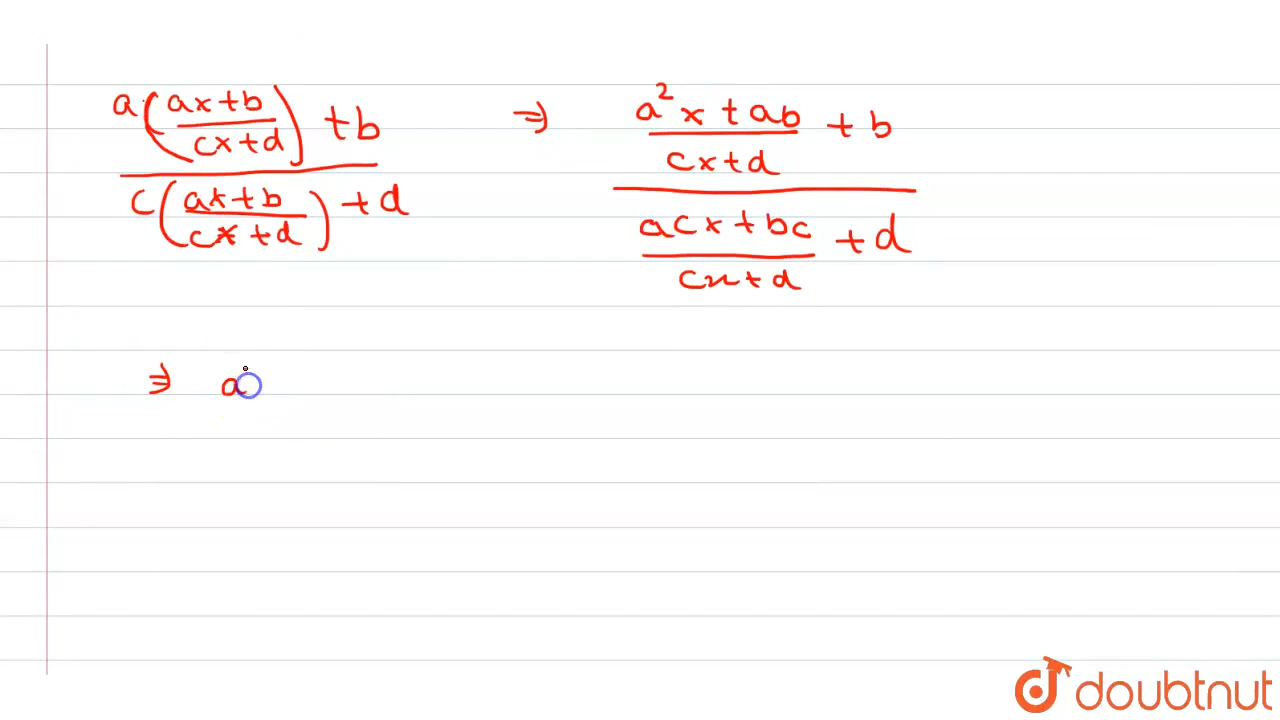 a((ax+b)/(cx+d))+b / c((ax+b)/(cx+d))+d ⇒ ((a²x+ab)/(cx+d) + b) / ((acx+bc)/(cx+d) + d)
⇒ a
doubtnut